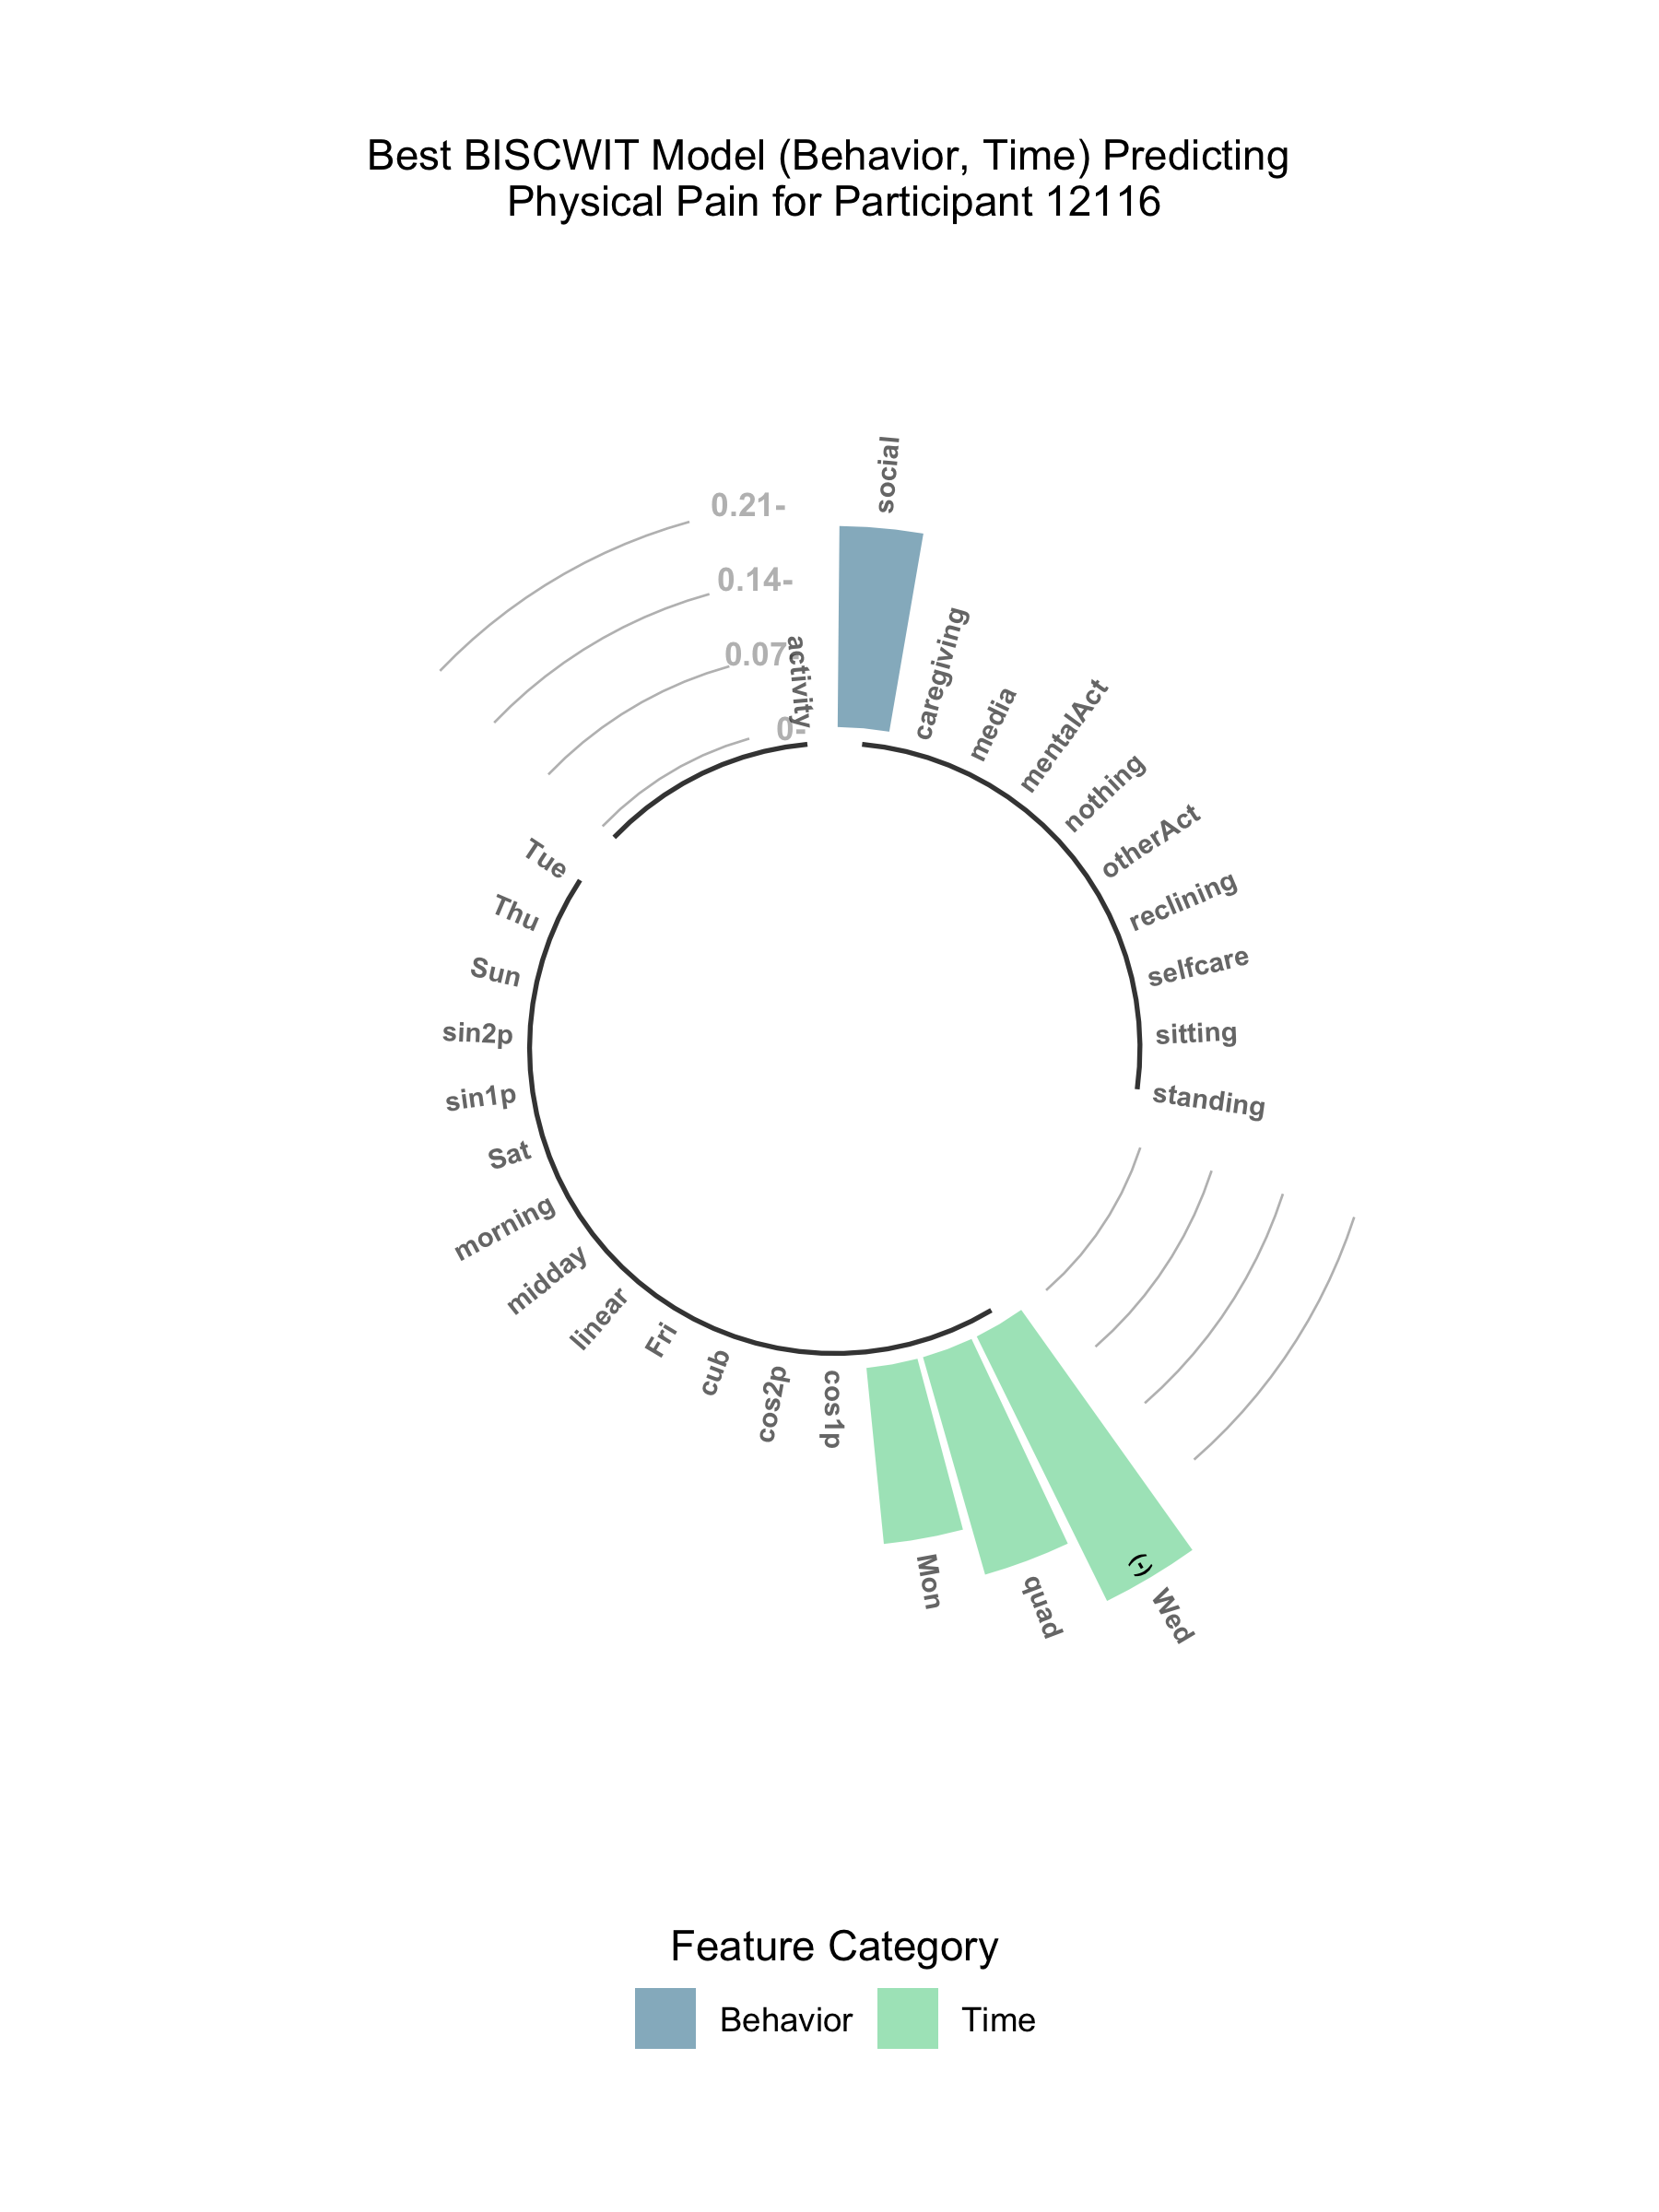 Best BISCWIT Model (Behavior, Time) Predicting
Physical Pain for Participant 12116
social
0.21-
0.14-
0.07-
0-
activity
caregiving
media
mentalAct
nothing
otherAct
reclining
selfcare
sitting
standing
(-)
Wed
quad
Mon
cos1p
cos2p
cub
Fri
linear
midday
morning
Sat
sin1p
sin2p
Sun
Thu
Tue
Feature Category
Behavior
Time